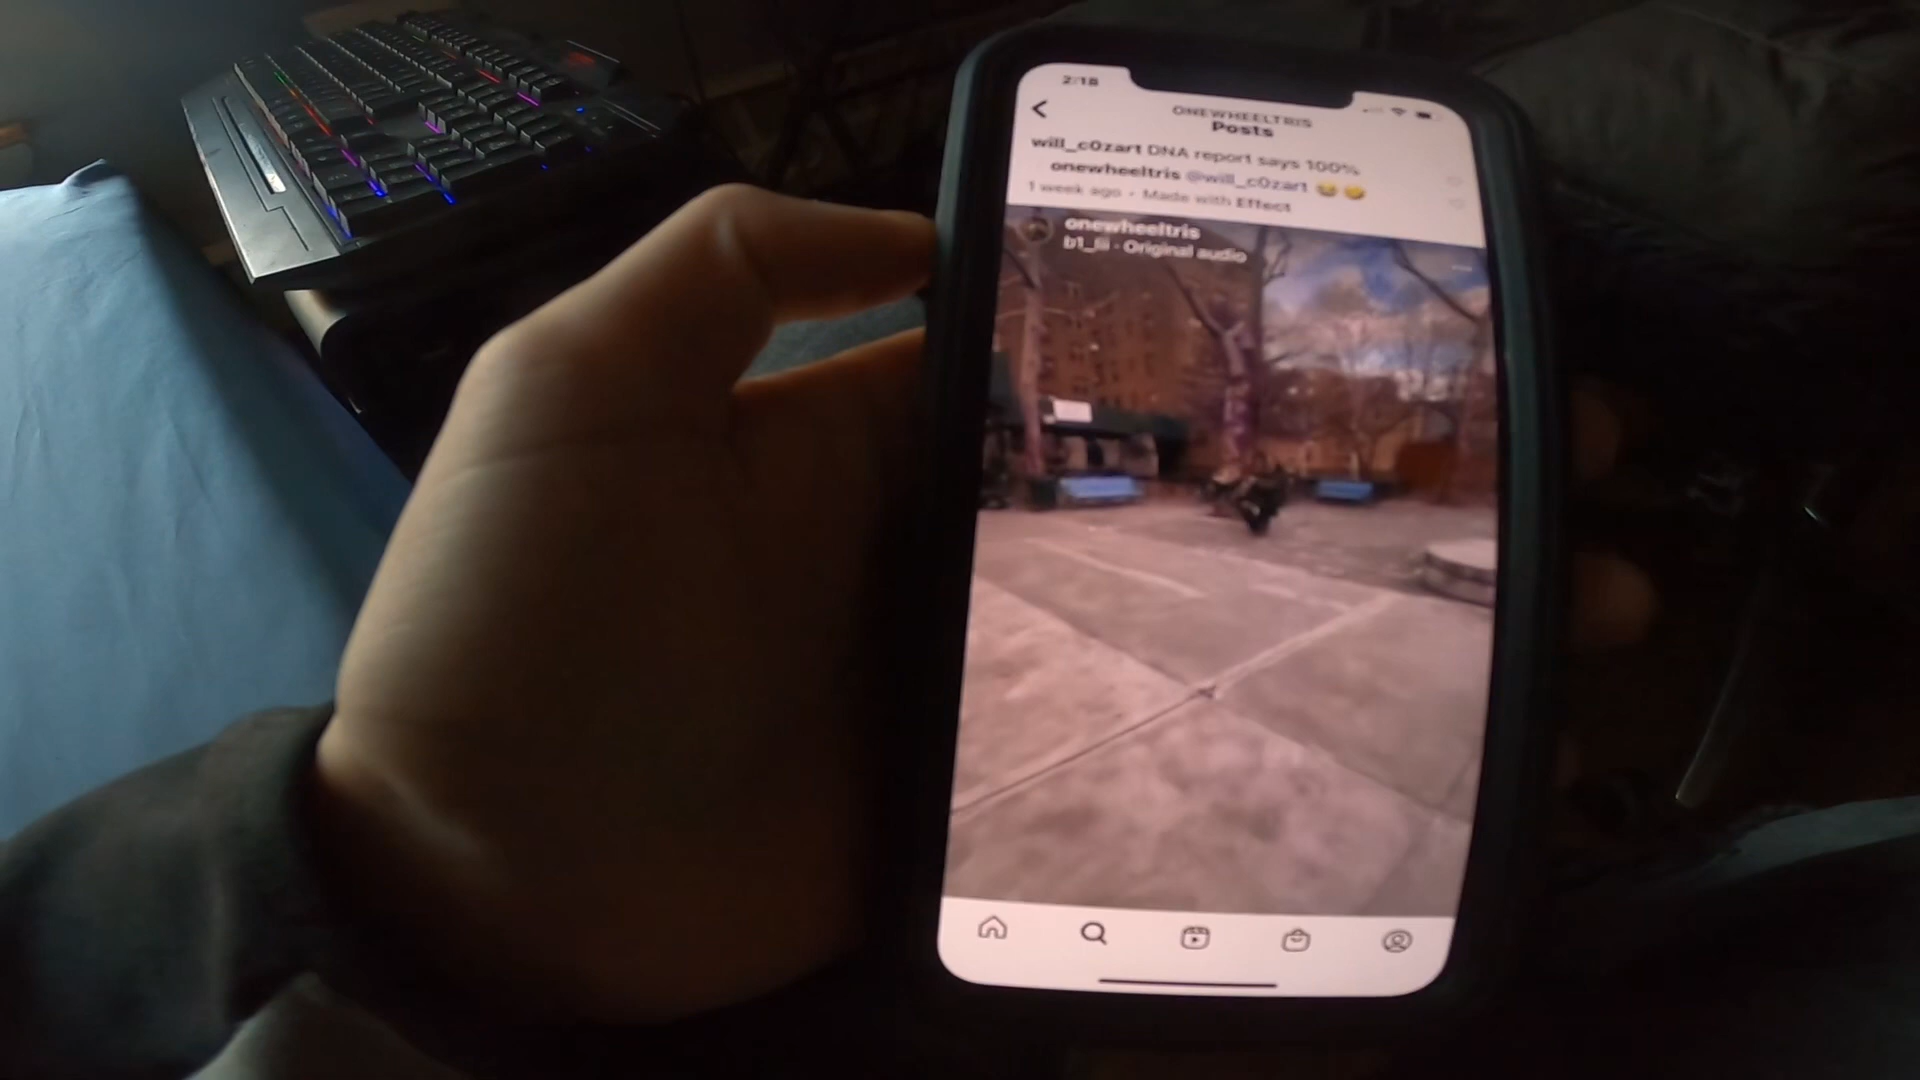 2:18
ONEWHEELTRIS
Posts
will_c0zart DNA report says 100%
onewheeltris @will_c0zart 😂😂
1 week ago · Made with Effect
onewheeltris
b1_lii · Original audio